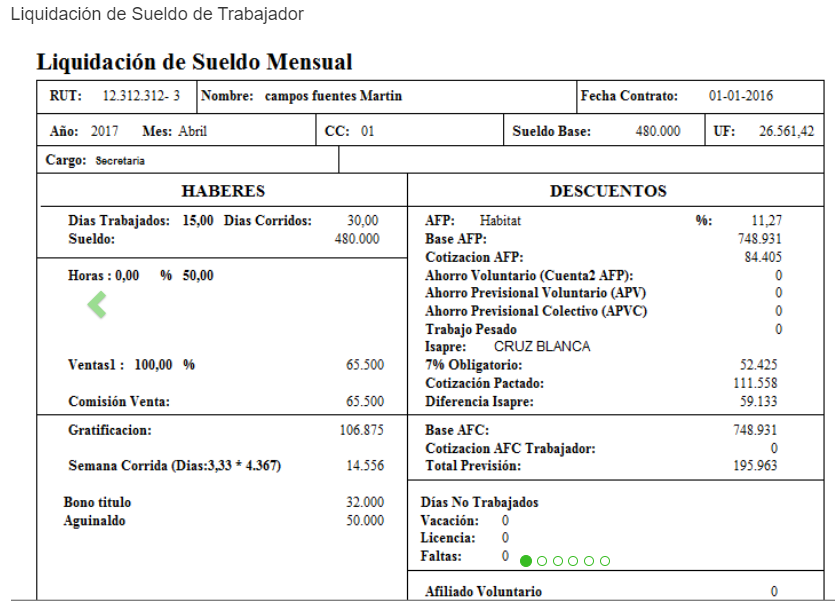 Liquidación de Sueldo de Trabajador
Liquidación de Sueldo Mensual
RUT: 12.312.312- 3 Nombre: campos fuentes Martin Fecha Contrato: 01-01-2016
Año: 2017 Mes: Abril CC: 01 Sueldo Base: 480.000 UF: 26.561,42
Cargo: Secretaria
HABERES
Dias Trabajados: 15,00 Dias Corridos: 30,00
Sueldo: 480.000
Horas : 0,00 % 50,00
Ventas1 : 100,00 % 65.500
Comisión Venta: 65.500
Gratificacion: 106.875
Semana Corrida (Dias:3,33 * 4.367) 14.556
Bono titulo 32.000
Aguinaldo 50.000
DESCUENTOS
AFP: Habitat %: 11,27
Base AFP: 748.931
Cotizacion AFP: 84.405
Ahorro Voluntario (Cuenta2 AFP): 0
Ahorro Previsional Voluntario (APV) 0
Ahorro Previsional Colectivo (APVC) 0
Trabajo Pesado 0
Isapre: CRUZ BLANCA
7% Obligatorio: 52.425
Cotización Pactado: 111.558
Diferencia Isapre: 59.133
Base AFC: 748.931
Cotizacion AFC Trabajador: 0
Total Previsión: 195.963
Días No Trabajados
Vacación: 0
Licencia: 0
Faltas: 0
Afiliado Voluntario 0